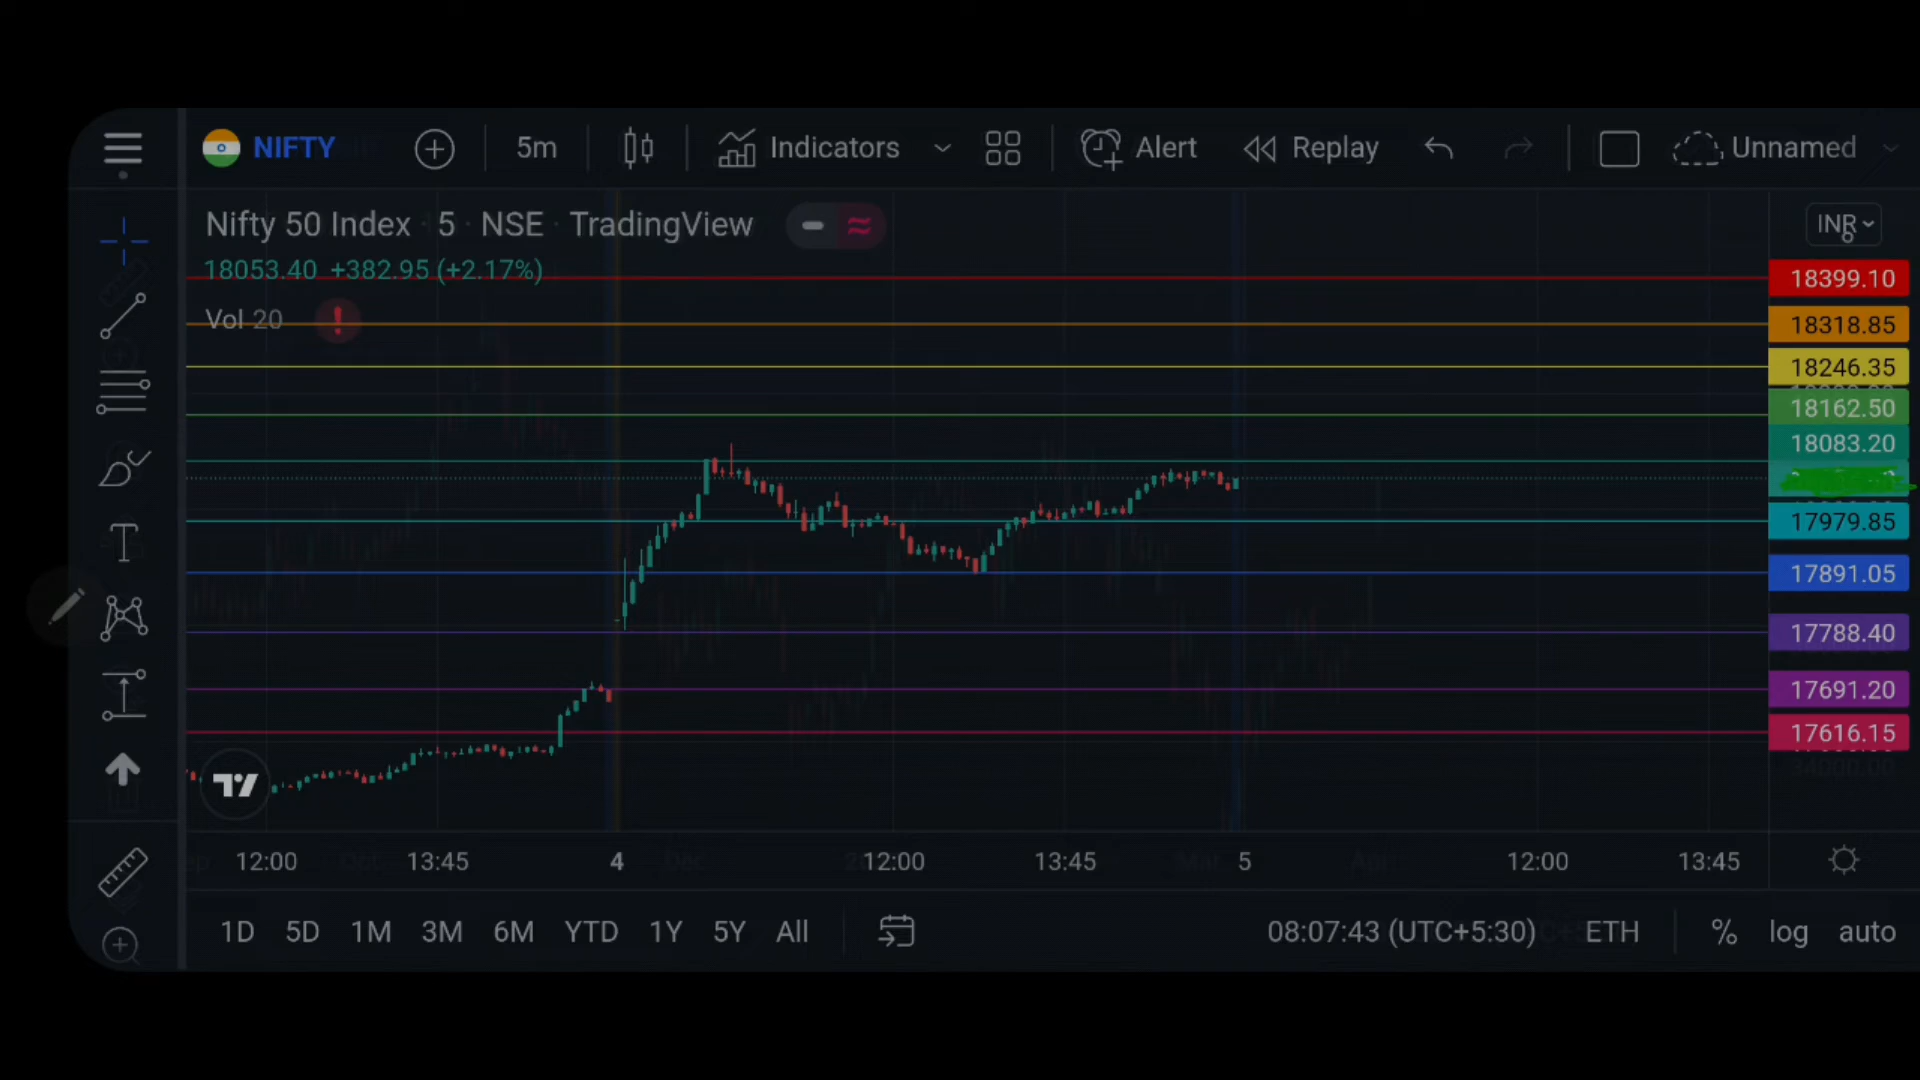 NIFTY 5m Indicators Alert Replay Unnamed
Nifty 50 Index · 5 · NSE · TradingView
INR
18053.40 +382.95 (+2.17%)
18399.10
Vol 20
18318.85
18246.35
18162.50
18083.20
17979.85
17891.05
17788.40
17691.20
17616.15
12:00 13:45 4 12:00 13:45 5 12:00 13:45
1D 5D 1M 3M 6M YTD 1Y 5Y All 08:07:43 (UTC+5:30) ETH % log auto